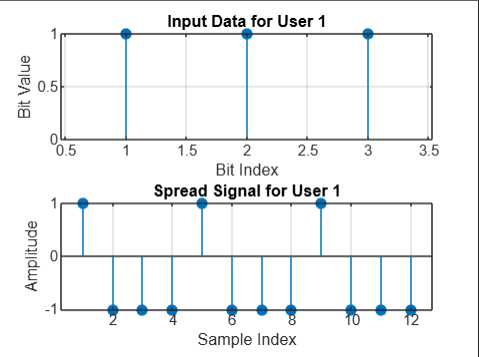 Input Data for User 1
1
0.5
0
Bit Value
0.5 1 1.5 2 2.5 3 3.5
Bit Index
Spread Signal for User 1
1
0
-1
Amplitude
2 4 6 8 10 12
Sample Index